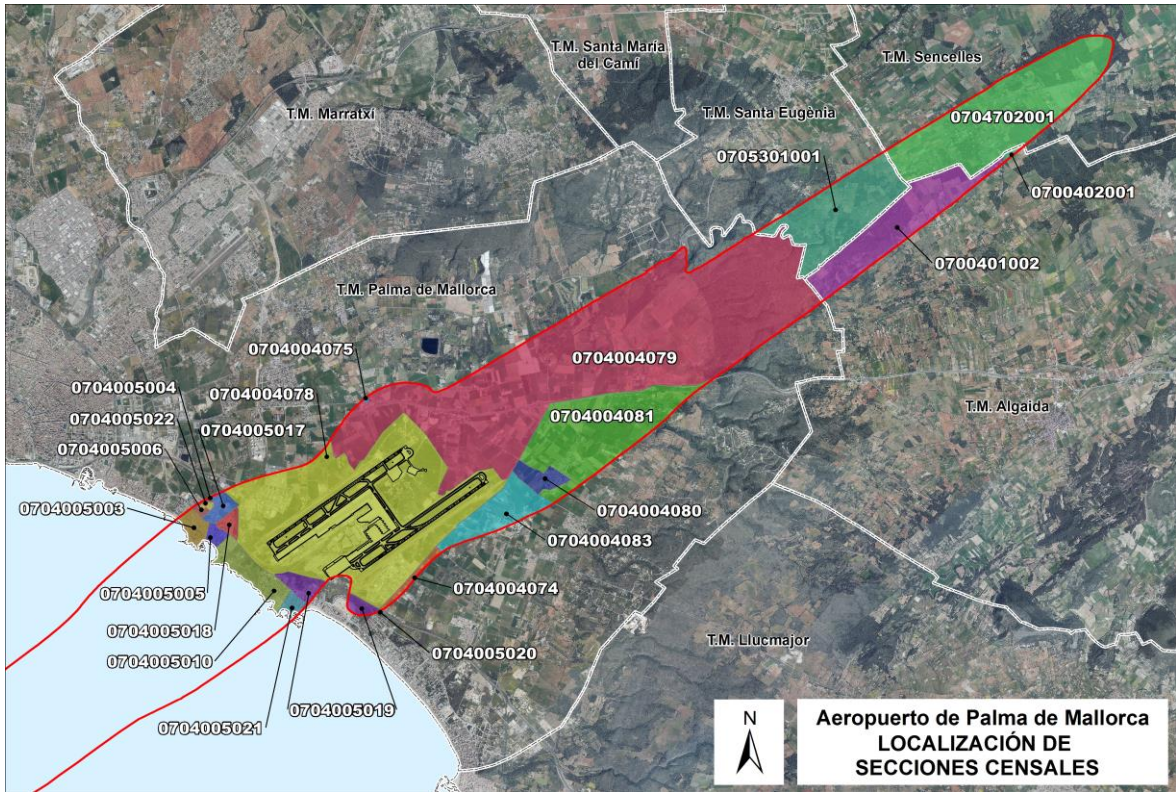 T.M. Santa María
del Camí
T.M. Sencelles
T.M. Marratxí
T.M. Santa Eugènia
0704702001
0705301001
0700402001
0700401002
T.M. Palma de Mallorca
0704004075
0704004079
0704005004
0704004078
0704005022
0704004081
T.M. Algaida
0704005017
0704005006
0704005003
0704004080
0704004083
0704005005
0704004074
0704005018
T.M. Llucmajor
0704005020
0704005010
0704005019
0704005021
N
Aeropuerto de Palma de Mallorca
LOCALIZACIÓN DE
SECCIONES CENSALES